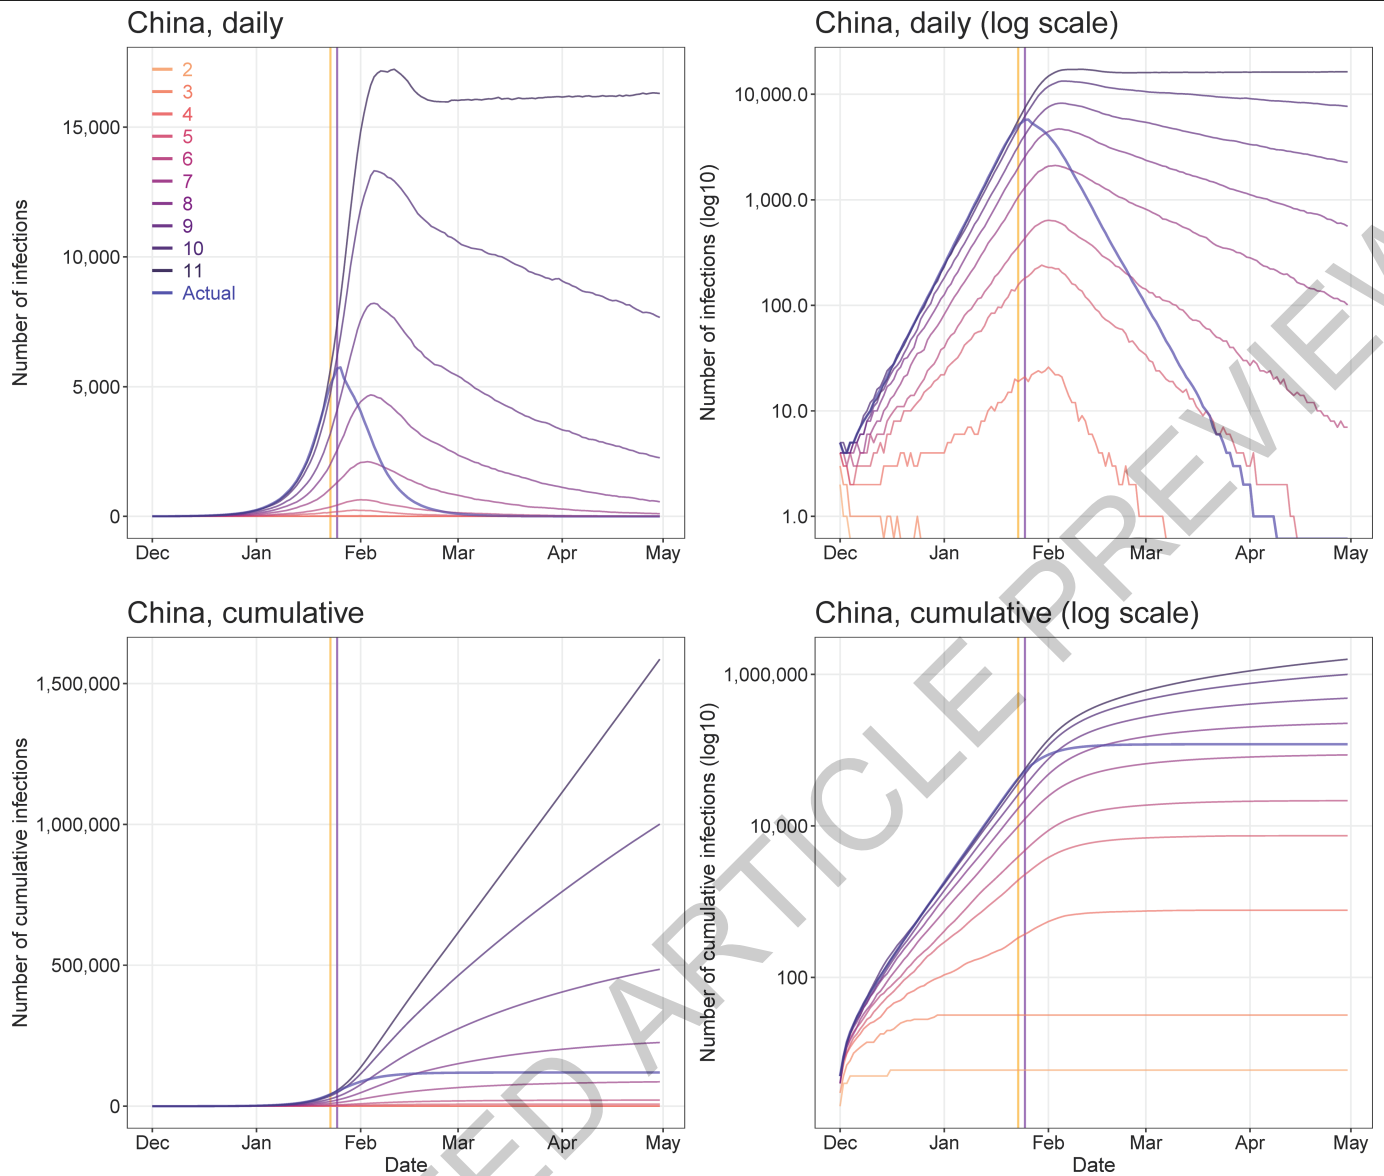 China, daily
Number of infections
15,000
10,000
5,000
0
2
3
4
5
6
7
8
9
10
11
Actual
Dec Jan Feb Mar Apr May
China, daily (log scale)
Number of infections (log10)
10,000.0
1,000.0
100.0
10.0
1.0
Dec Jan Feb Mar Apr May
China, cumulative
Number of cumulative infections
1,500,000
1,000,000
500,000
0
Dec Jan Feb Mar Apr May
Date
China, cumulative (log scale)
Number of cumulative infections (log10)
1,000,000
10,000
100
Dec Jan Feb Mar Apr May
Date
ED ARTICLE PREVIEW